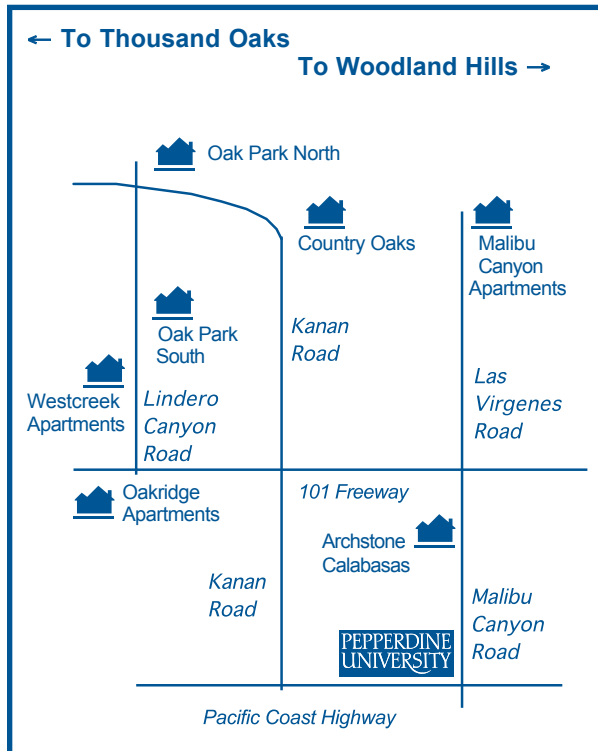 ← To Thousand Oaks
To Woodland Hills →
Oak Park North
Country Oaks
Malibu
Canyon
Apartments
Oak Park
South
Kanan
Road
Westcreek
Apartments
Lindero
Canyon
Road
Las
Virgenes
Road
Oakridge
Apartments
101 Freeway
Archstone
Calabasas
Kanan
Road
Malibu
Canyon
Road
PEPPERDINE
UNIVERSITY
Pacific Coast Highway